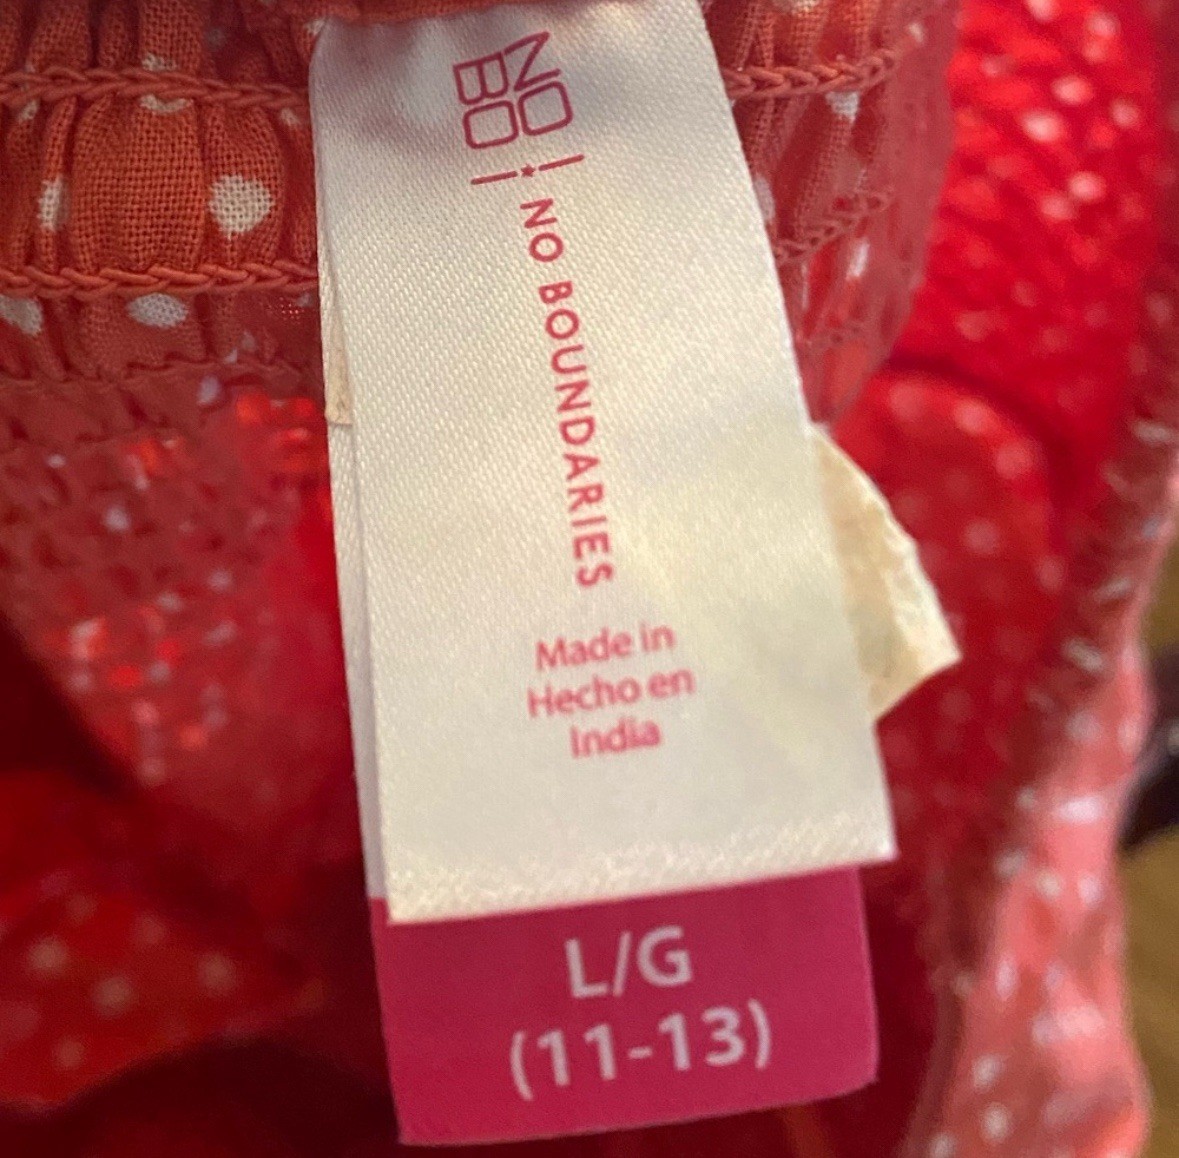 NO
BO
NO BOUNDARIES
Made in
Hecho en
India
L/G
(11-13)